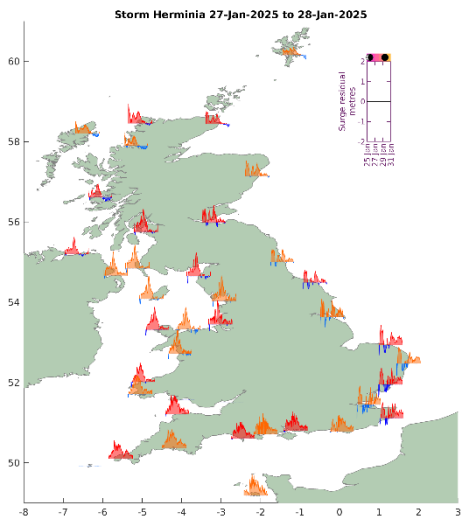 Storm Herminia 27-Jan-2025 to 28-Jan-2025
60
58
56
54
52
50
-8 -7 -6 -5 -4 -3 -2 -1 0 1 2 3
Surge residual
metres
2
1
0
-1
-2
25 Jan
27 Jan
29 Jan
31 Jan